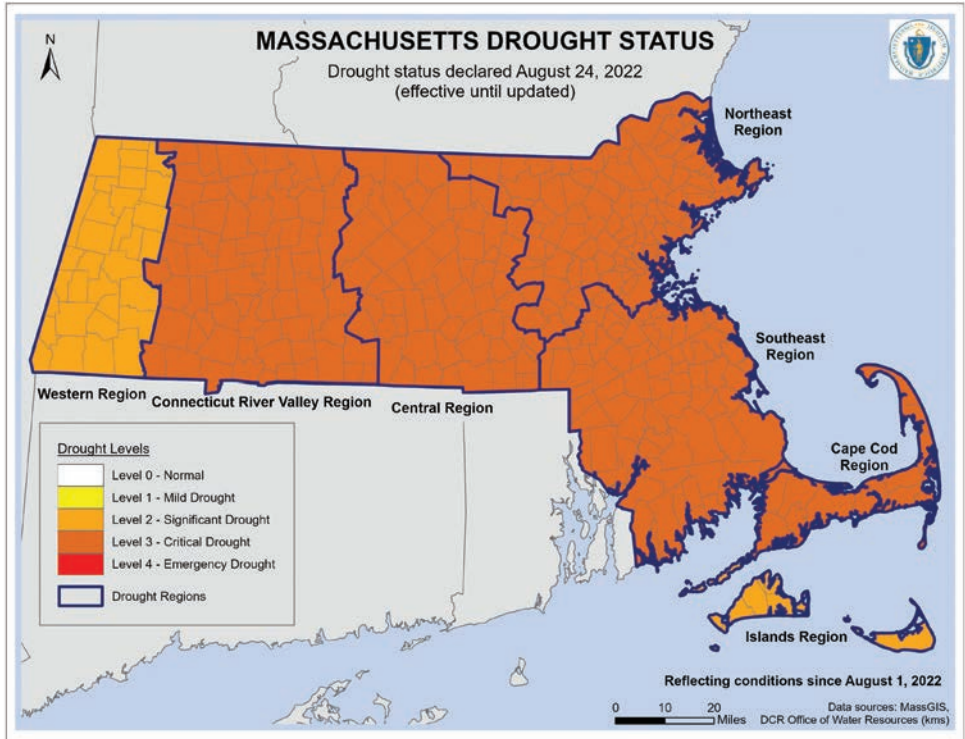 MASSACHUSETTS DROUGHT STATUS
Drought status declared August 24, 2022
(effective until updated)
N
Northeast
Region
Southeast
Region
Cape Cod
Region
Western Region
Connecticut River Valley Region
Central Region
Islands Region
Drought Levels
Level 0 - Normal
Level 1 - Mild Drought
Level 2 - Significant Drought
Level 3 - Critical Drought
Level 4 - Emergency Drought
Drought Regions
Reflecting conditions since August 1, 2022
0 10 20
Miles
Data sources: MassGIS,
DCR Office of Water Resources (kms)